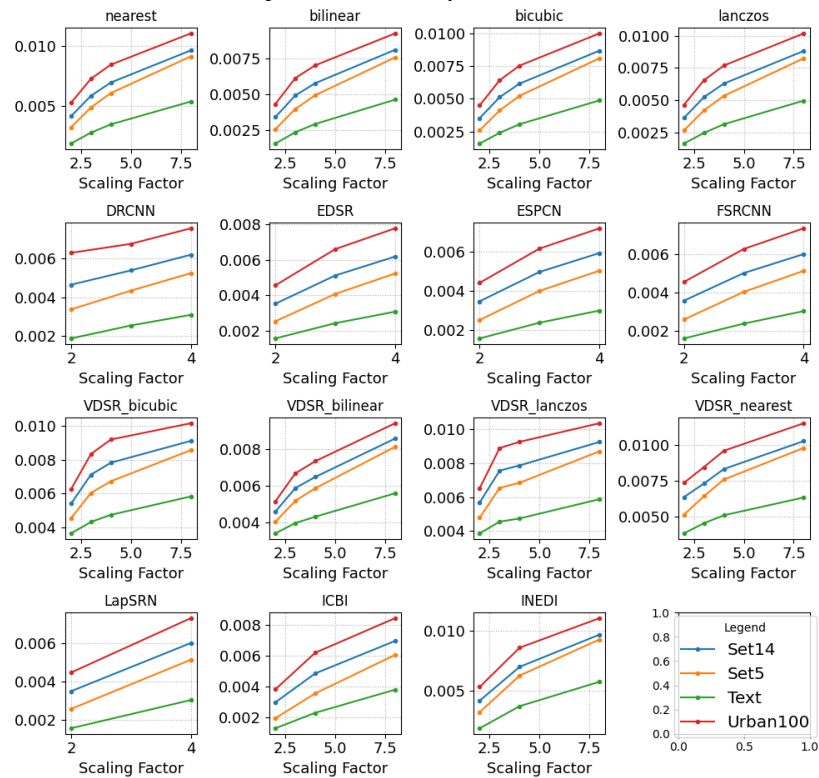 nearest bilinear bicubic lanczos
0.010 0.0075 0.0100 0.0100
0.005 0.0050 0.0075 0.0075
0.0025 0.0050 0.0050
0.0025 0.0025
2.5 5.0 7.5 2.5 5.0 7.5 2.5 5.0 7.5 2.5 5.0 7.5
Scaling Factor Scaling Factor Scaling Factor Scaling Factor
DRCNN EDSR ESPCN FSRCNN
0.006 0.008 0.006 0.006
0.004 0.006 0.004 0.004
0.002 0.004 0.002 0.002
0.002
2 4 2 4 2 4 2 4
Scaling Factor Scaling Factor Scaling Factor Scaling Factor
VDSR_bicubic VDSR_bilinear VDSR_lanczos VDSR_nearest
0.010 0.008 0.010 0.0100
0.008 0.006 0.008 0.0075
0.006 0.004 0.006 0.0050
0.004 0.004
2.5 5.0 7.5 2.5 5.0 7.5 2.5 5.0 7.5 2.5 5.0 7.5
Scaling Factor Scaling Factor Scaling Factor Scaling Factor
LapSRN ICBI INEDI
0.006 0.008 0.010 1.0
0.004 0.006 0.005 0.8
0.002 0.004 0.6
0.002 0.4
0.2
0.0
Legend
Set14
Set5
Text
Urban100
2 4 2.5 5.0 7.5 2.5 5.0 7.5 0.0 0.5 1.0
Scaling Factor Scaling Factor Scaling Factor